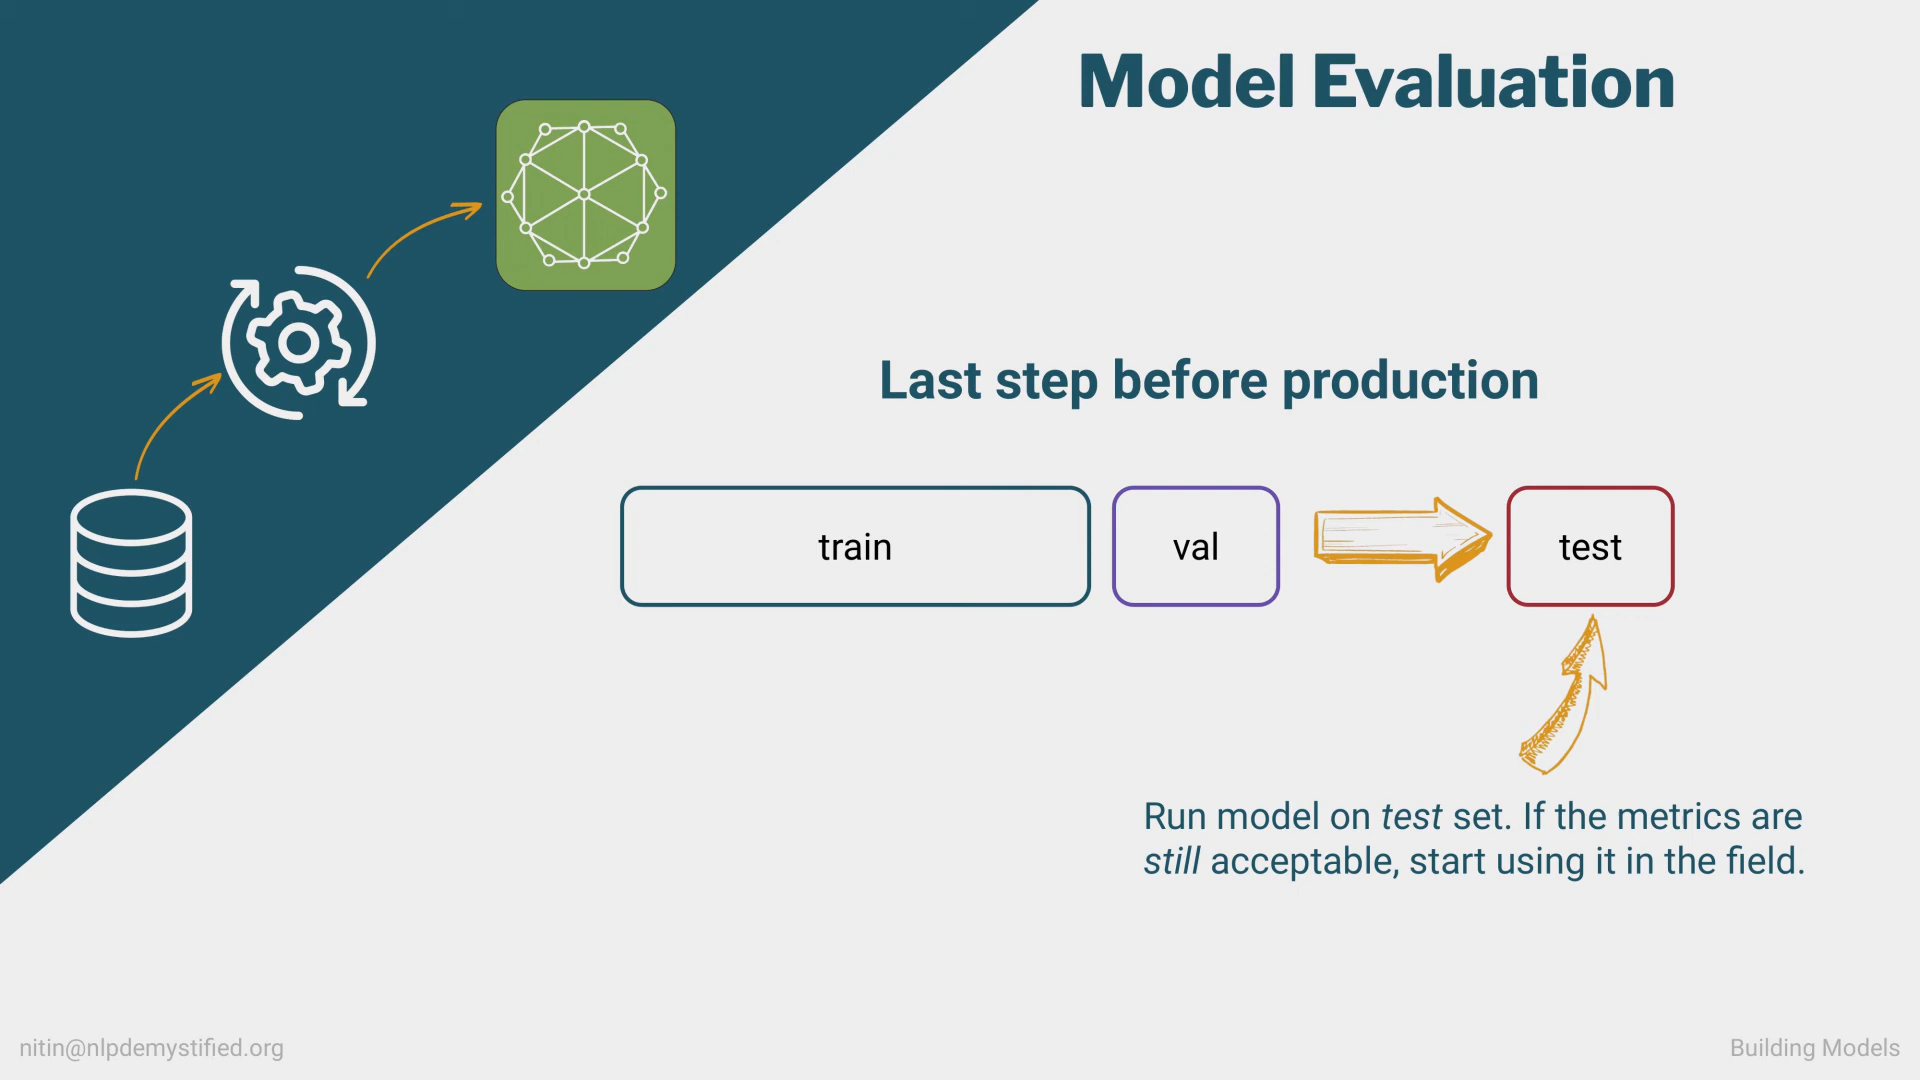 Model Evaluation
Last step before production
train
val
test
Run model on test set. If the metrics are
still acceptable, start using it in the field.
nitin@nlpdemystified.org
Building Models